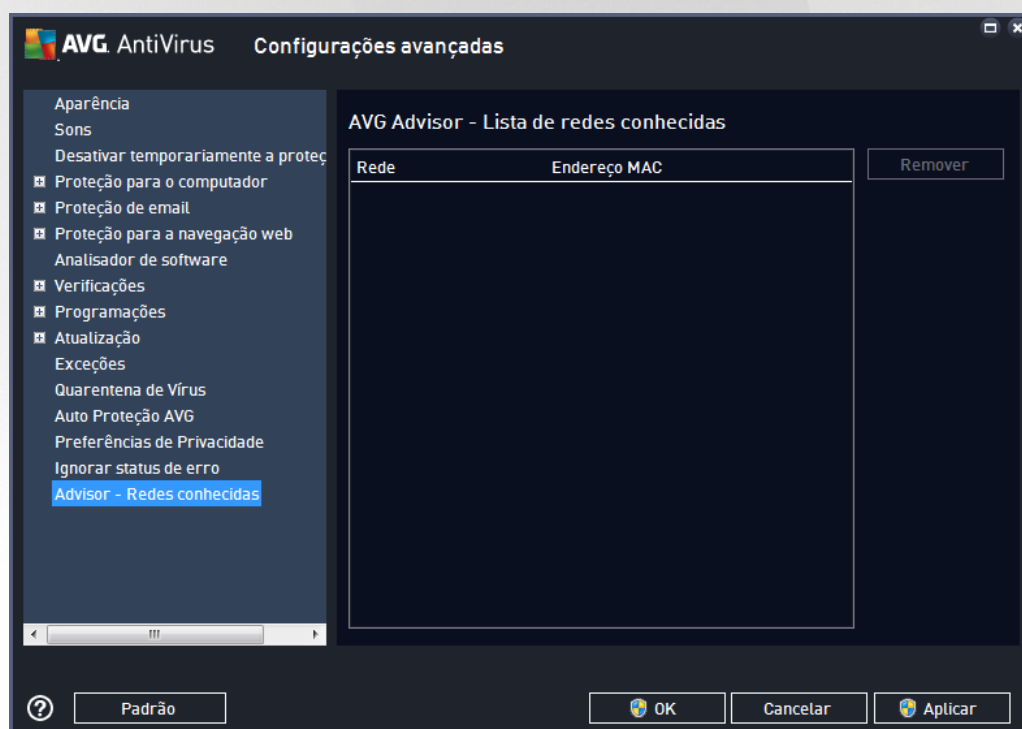 AVG. AntiVirus Configurações avançadas
Aparência
Sons
Desativar temporariamente a proteç
Proteção para o computador
Proteção de email
Proteção para a navegação web
Analisador de software
Verificações
Programações
Atualização
Exceções
Quarentena de Vírus
Auto Proteção AVG
Preferências de Privacidade
Ignorar status de erro
Advisor - Redes conhecidas
AVG Advisor - Lista de redes conhecidas
Rede Endereço MAC
Remover
Padrão
OK
Cancelar
Aplicar